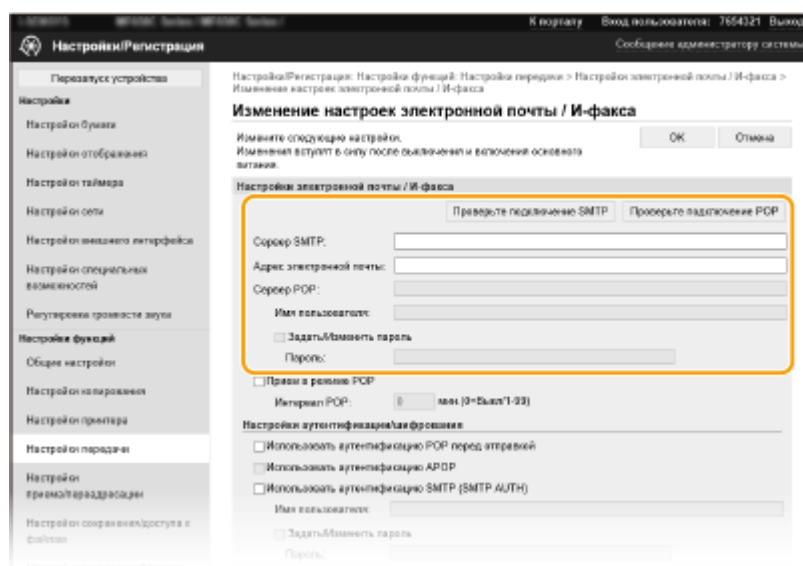 К порталу Вход пользователя: 7654321 Выход
Настройки/Регистрация
Сообщение администратору системы
Перезапуск устройства
Настройки
Настройки бумаги
Настройки отображения
Настройки таймера
Настройки сети
Настройки внешнего интерфейса
Настройки специальных
возможностей
Регулировка громкости звука
Настройки функций
Общие настройки
Настройки копирования
Настройки принтера
Настройки передачи
Настройки
приема/переадресации
Настройки сохранения/доступа к
файлам
Настройка/Регистрация: Настройки функций: Настройки передачи > Настройки электронной почты / И-факса >
Изменение настроек электронной почты / И-факса
Изменение настроек электронной почты / И-факса
Измените следующие настройки.
Изменения вступят в силу после выключения и включения основного
питания.
OK Отмена
Настройки электронной почты / И-факса
Проверьте подключение SMTP Проверьте подключение POP
Сервер SMTP:
Адрес электронной почты:
Сервер POP:
Имя пользователя:
Задать/Изменить пароль
Пароль:
Прием в режиме POP
Интервал POP: 0 мин. (0=Выкл/1-99)
Настройки аутентификации/шифрования
Использовать аутентификацию POP перед отправкой
Использовать аутентификацию APOP
Использовать аутентификацию SMTP (SMTP AUTH)
Имя пользователя:
Задать/Изменить пароль
Пароль: